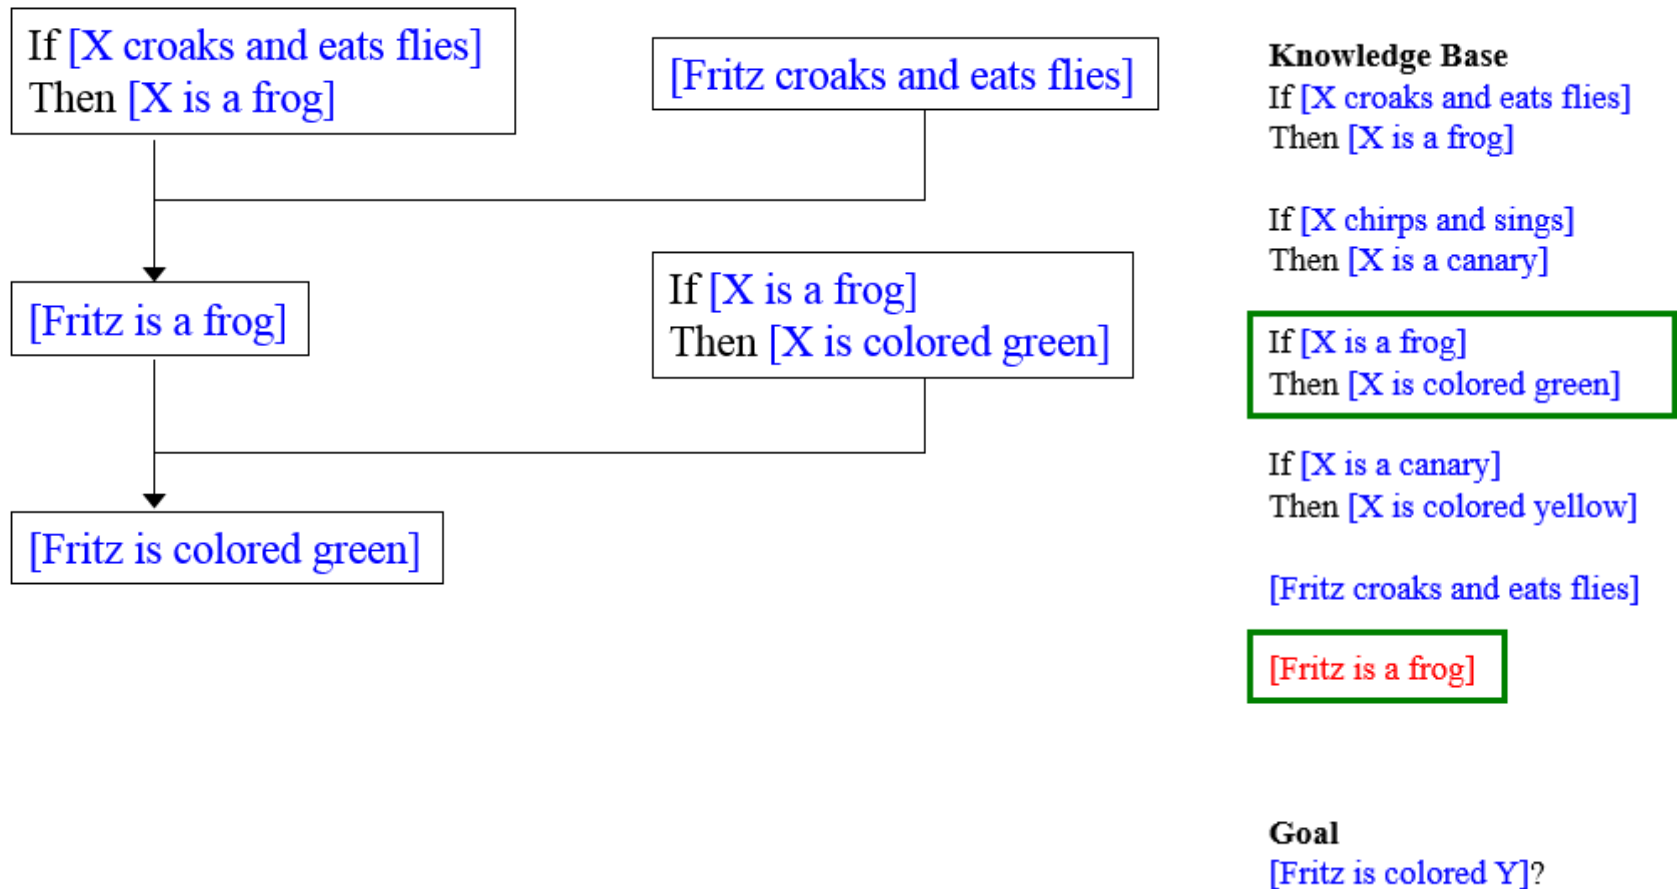 If [X croaks and eats flies]
Then [X is a frog]
[Fritz croaks and eats flies]
[Fritz is a frog]
If [X is a frog]
Then [X is colored green]
[Fritz is colored green]
Knowledge Base
If [X croaks and eats flies]
Then [X is a frog]
If [X chirps and sings]
Then [X is a canary]
If [X is a frog]
Then [X is colored green]
If [X is a canary]
Then [X is colored yellow]
[Fritz croaks and eats flies]
[Fritz is a frog]
Goal
[Fritz is colored Y]?